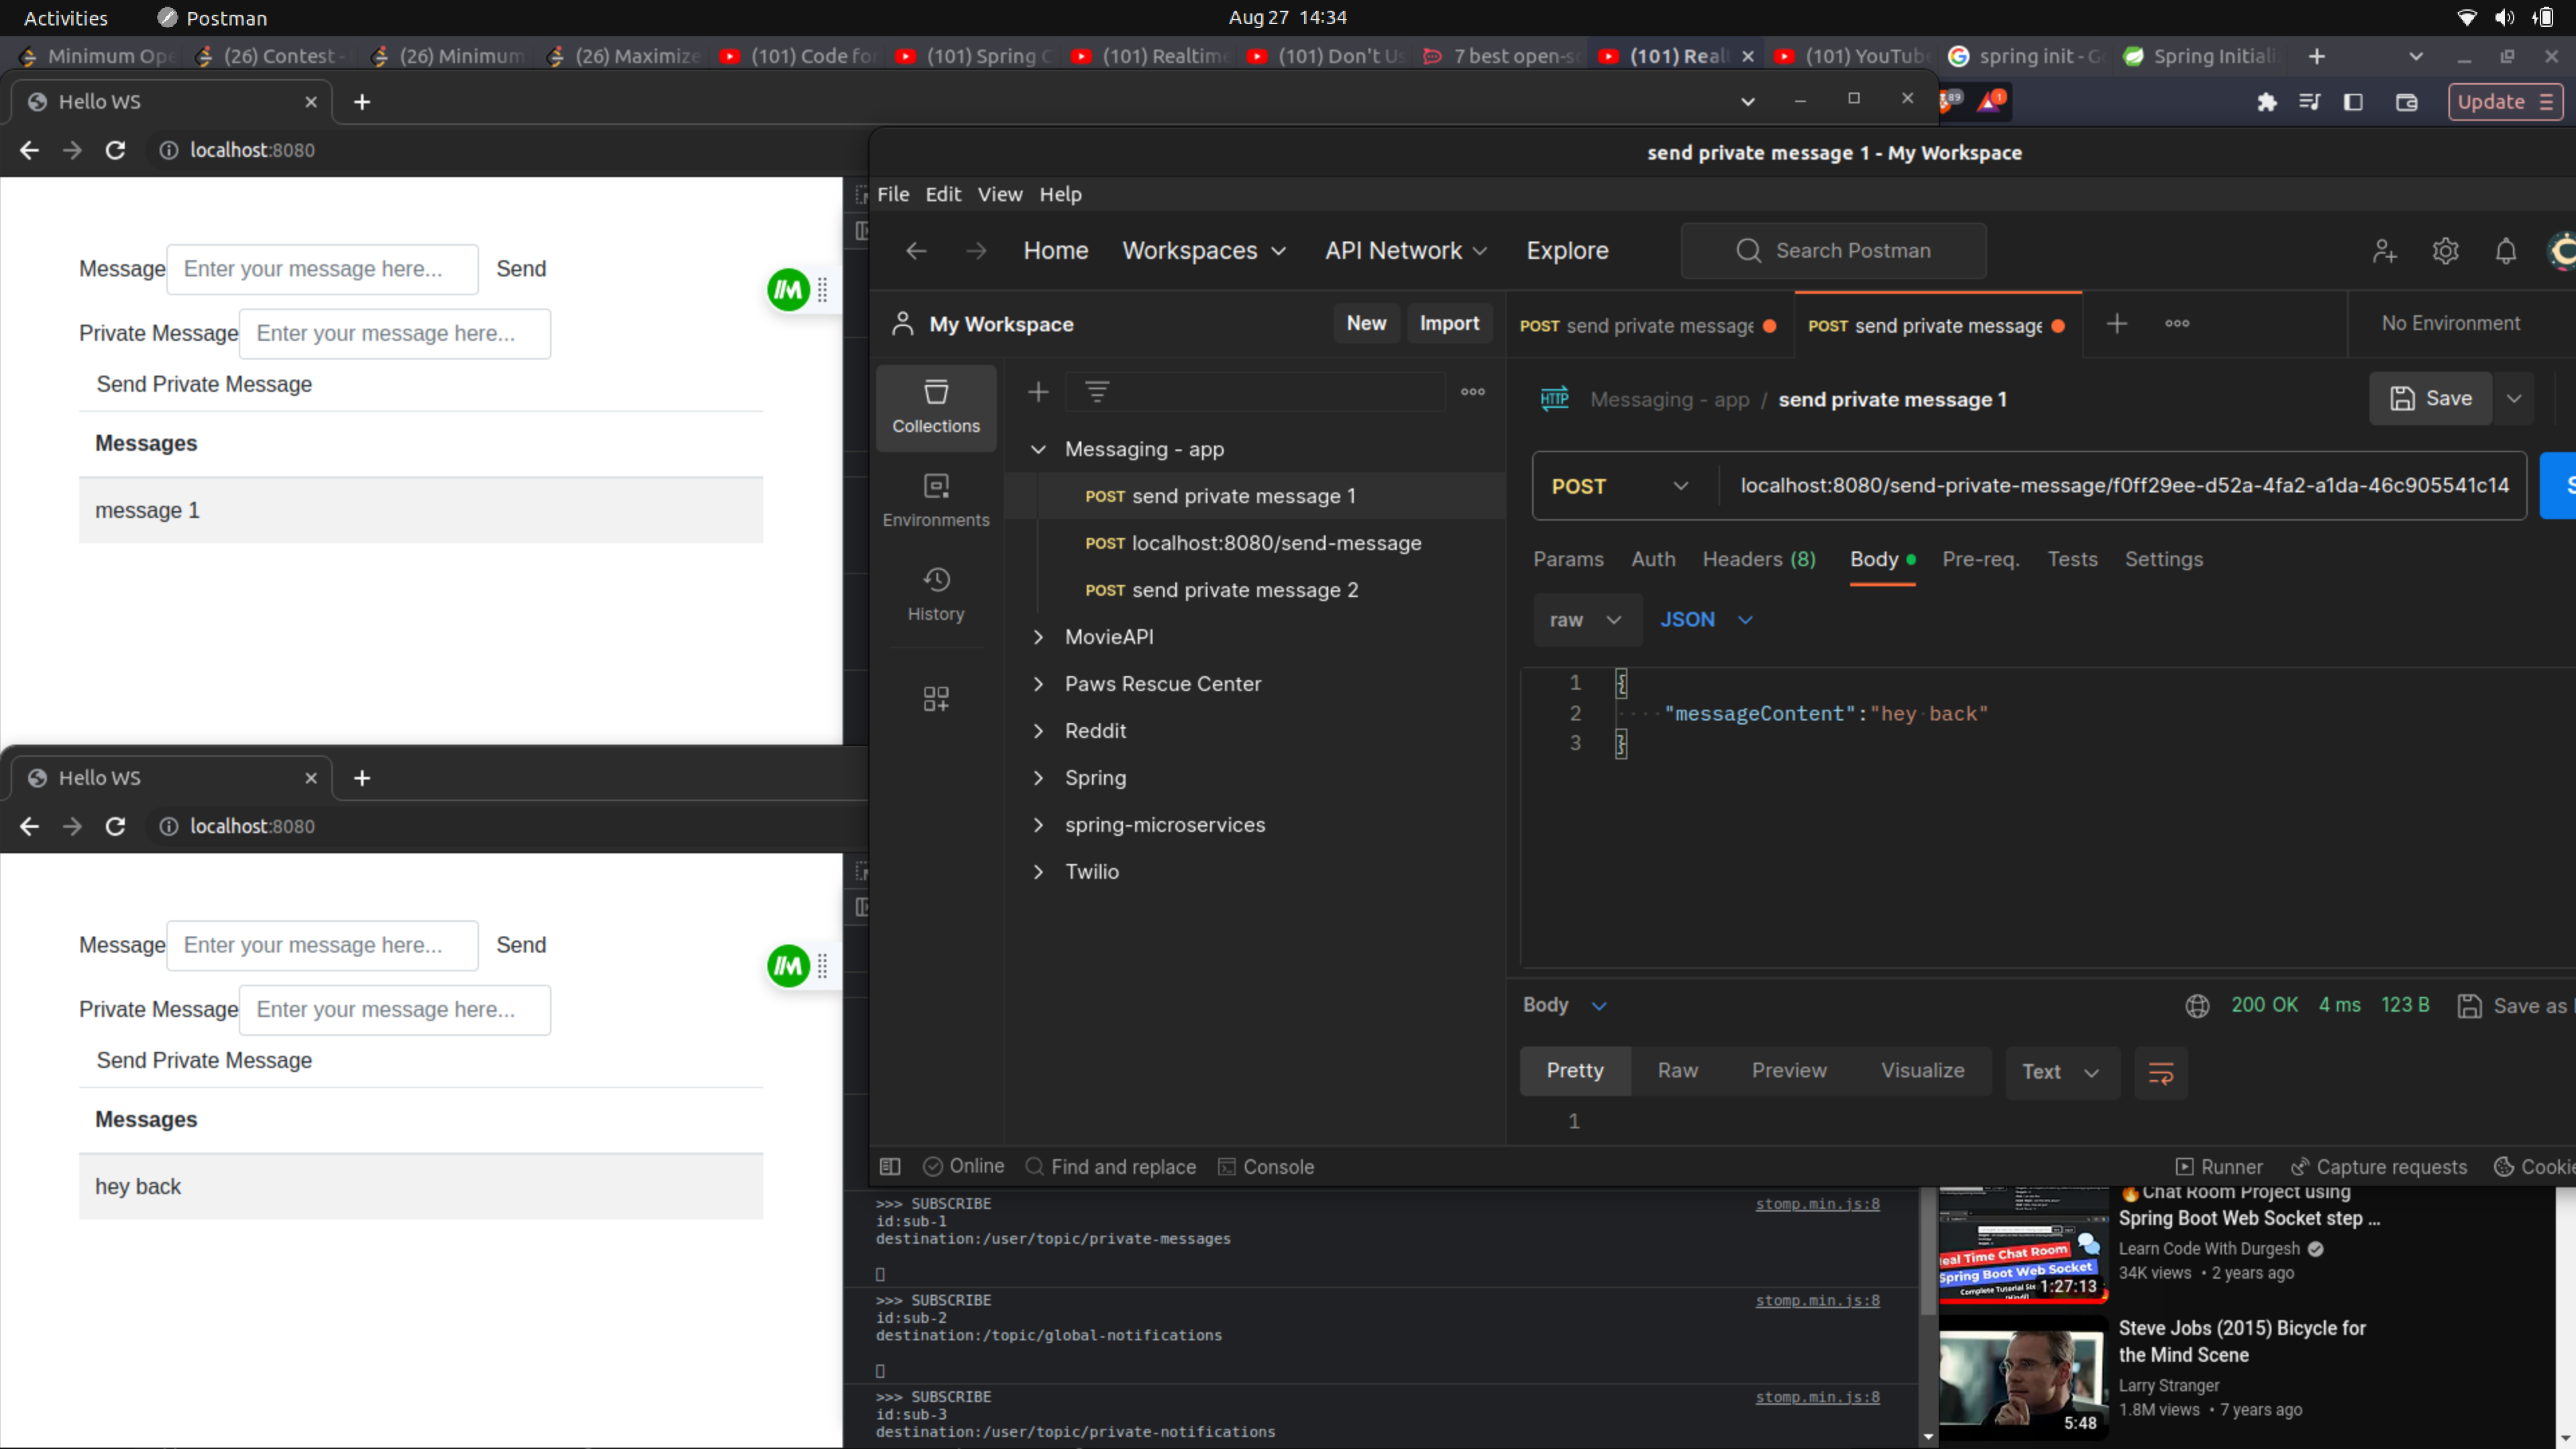 Activities
Postman
Aug 27 14:34
Minimum Ope
(26) Contest -
(26) Minimum
(26) Maximize
(101) Code for
(101) Spring C
(101) Realtime
(101) Don't Us
7 best open-so
(101) Realt
(101) YouTube
spring init - Go
Spring Initializ
Hello WS
89
1
Update
localhost:8080
send private message 1 - My Workspace
File Edit View Help
Home
Workspaces
API Network
Explore
Search Postman
My Workspace
New
Import
POST send private message
POST send private message
No Environment
Collections
Environments
History
Messaging - app
POST send private message 1
POST localhost:8080/send-message
POST send private message 2
MovieAPI
Paws Rescue Center
Reddit
Spring
spring-microservices
Twilio
HTTP
Messaging - app / send private message 1
Save
POST
localhost:8080/send-private-message/f0ff29ee-d52a-4fa2-a1da-46c905541c14
S
Params
Auth
Headers (8)
Body
Pre-req.
Tests
Settings
raw
JSON
1 {
2 "messageContent":"hey back"
3 }
Body
200 OK
4 ms
123 B
Save as
Pretty
Raw
Preview
Visualize
Text
1
Online
Find and replace
Console
Runner
Capture requests
Cookie
Message
Enter your message here...
Send
Private Message
Enter your message here...
Send Private Message
Messages
message 1
Hello WS
localhost:8080
Message
Enter your message here...
Send
Private Message
Enter your message here...
Send Private Message
Messages
hey back
>>> SUBSCRIBE
stomp.min.js:8
id:sub-1
destination:/user/topic/private-messages
>>> SUBSCRIBE
stomp.min.js:8
id:sub-2
destination:/topic/global-notifications
>>> SUBSCRIBE
stomp.min.js:8
id:sub-3
destination:/user/topic/private-notifications
Real Time Chat Room
Spring Boot Web Socket
1:27:13
🔥Chat Room Project using
Spring Boot Web Socket step ...
Learn Code With Durgesh
34K views • 2 years ago
5:48
Steve Jobs (2015) Bicycle for
the Mind Scene
Larry Stranger
1.8M views • 7 years ago